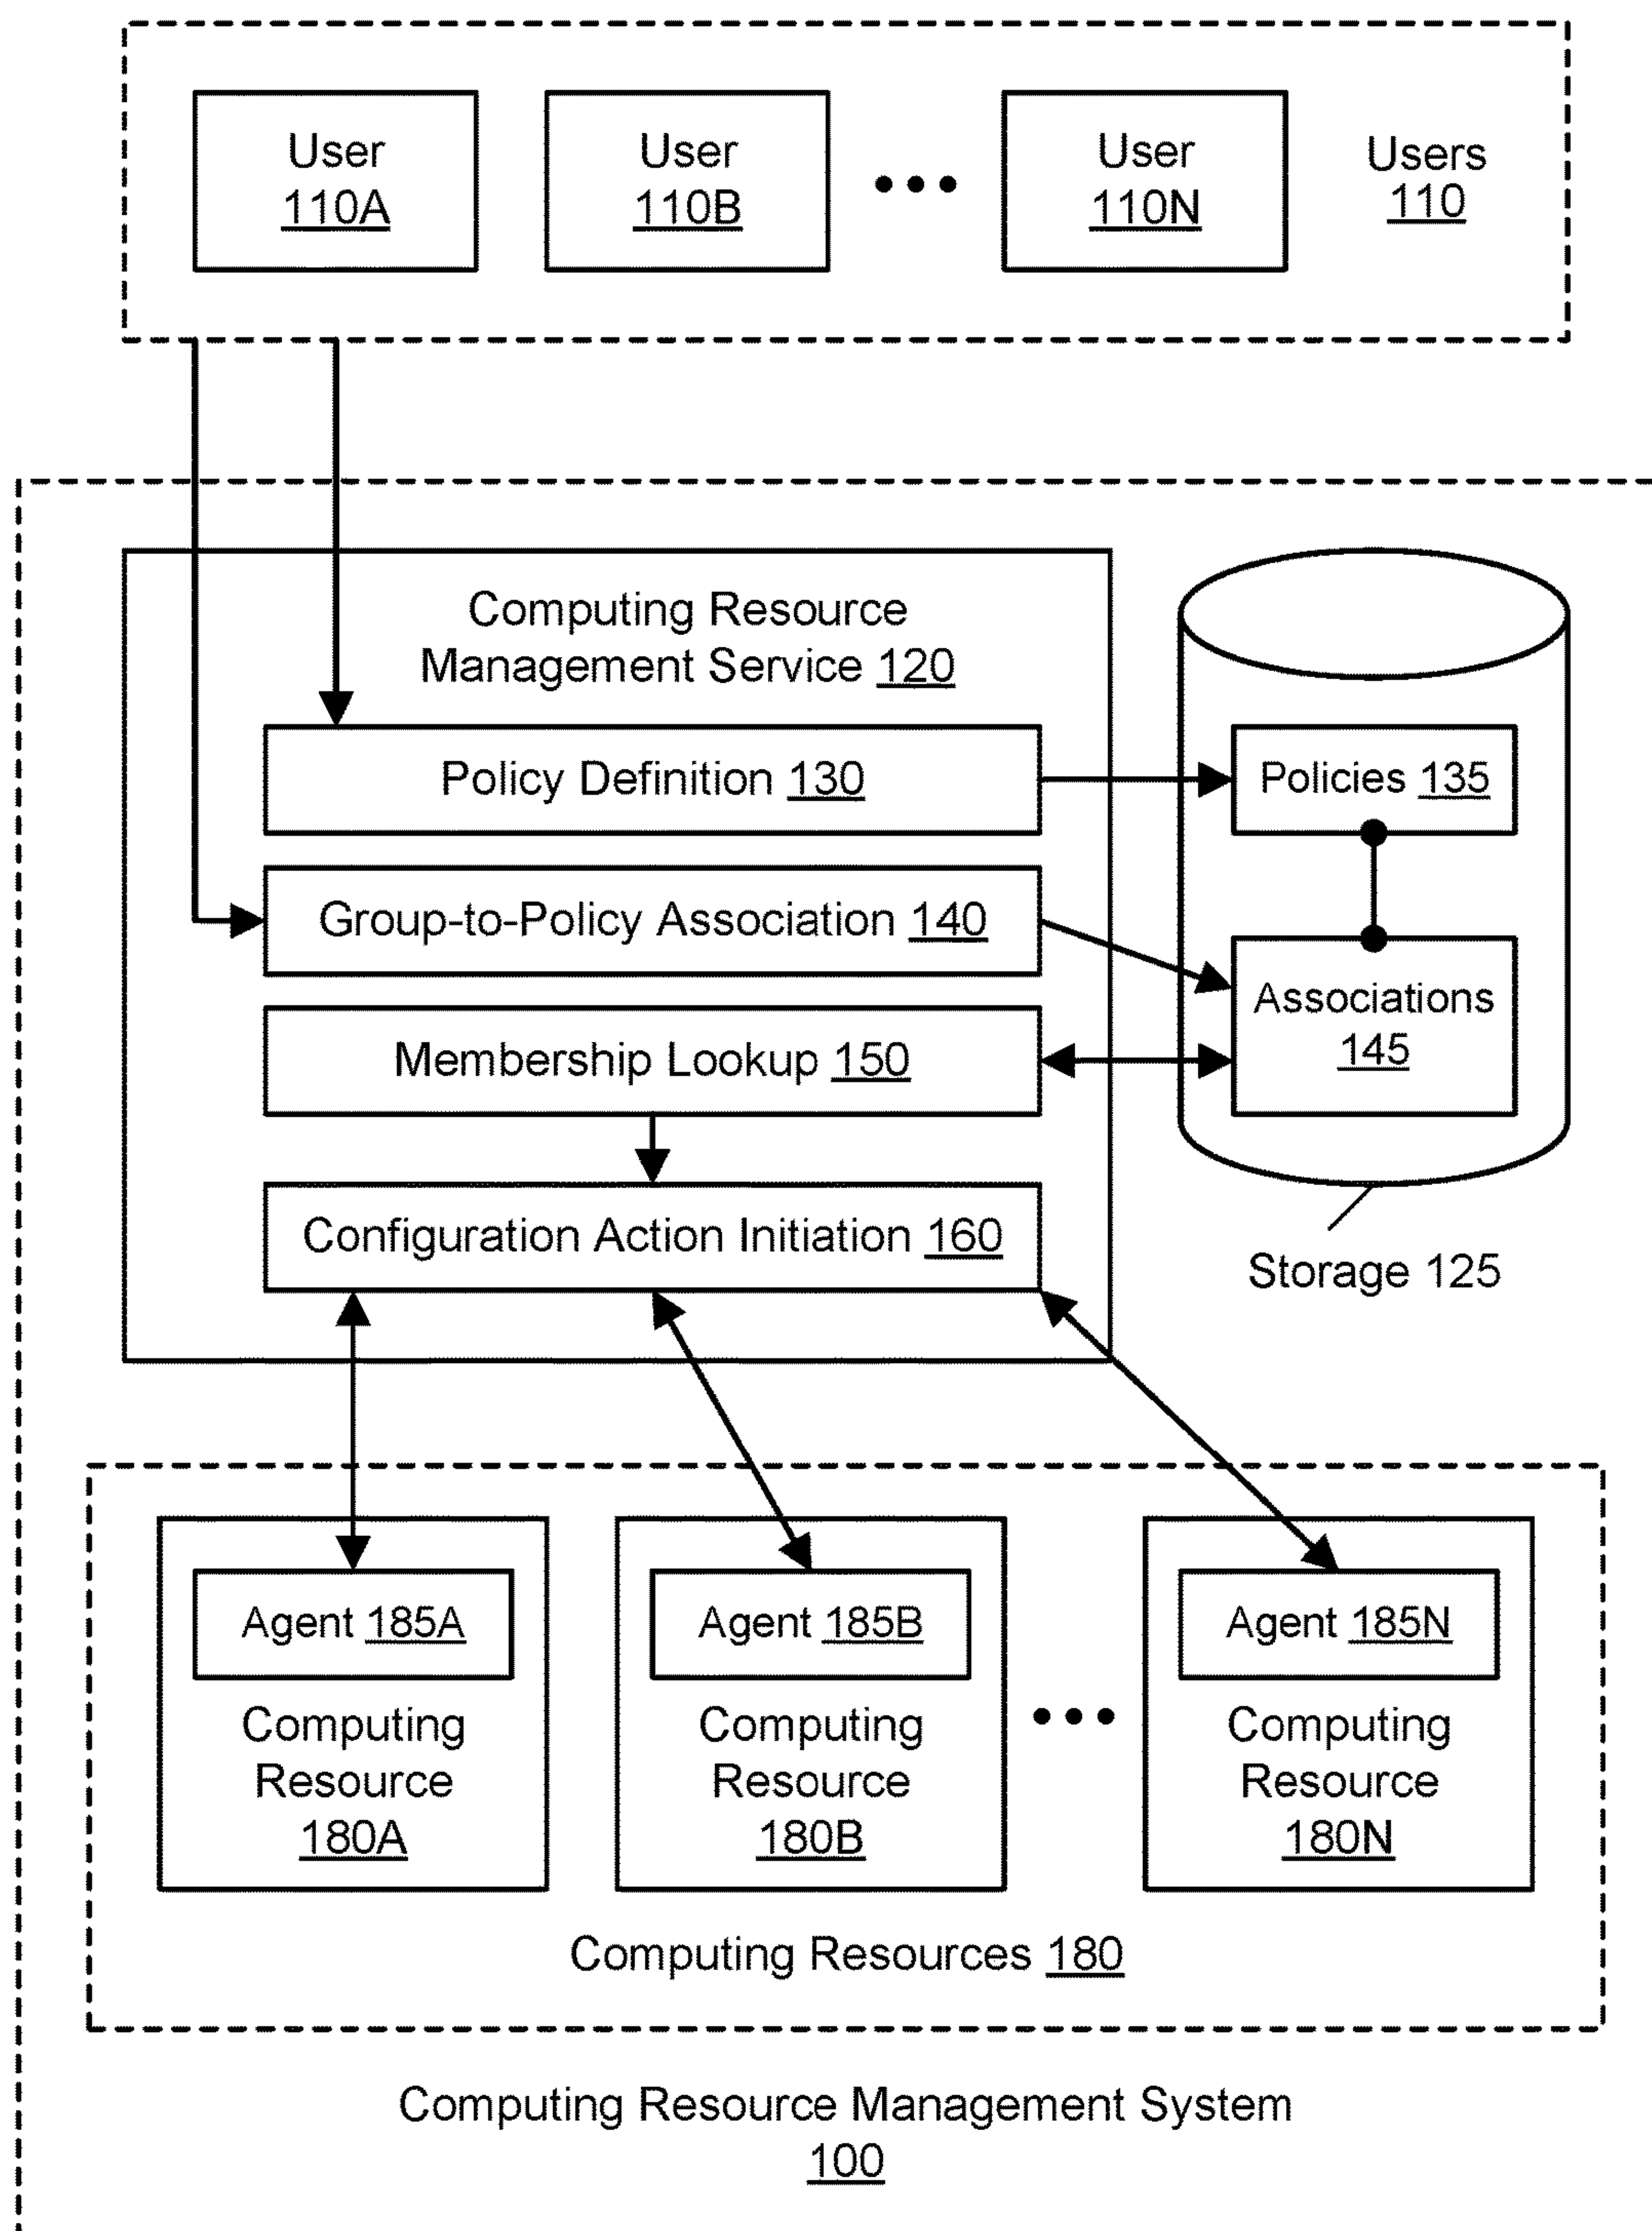 User
110A
User
110B
User
110N
Users
110
Computing Resource
Management Service 120
Policy Definition 130
Policies 135
Group-to-Policy Association 140
Associations
145
Membership Lookup 150
Configuration Action Initiation 160
Storage 125
Agent 185A
Computing
Resource
180A
Agent 185B
Computing
Resource
180B
Agent 185N
Computing
Resource
180N
Computing Resources 180
Computing Resource Management System
100